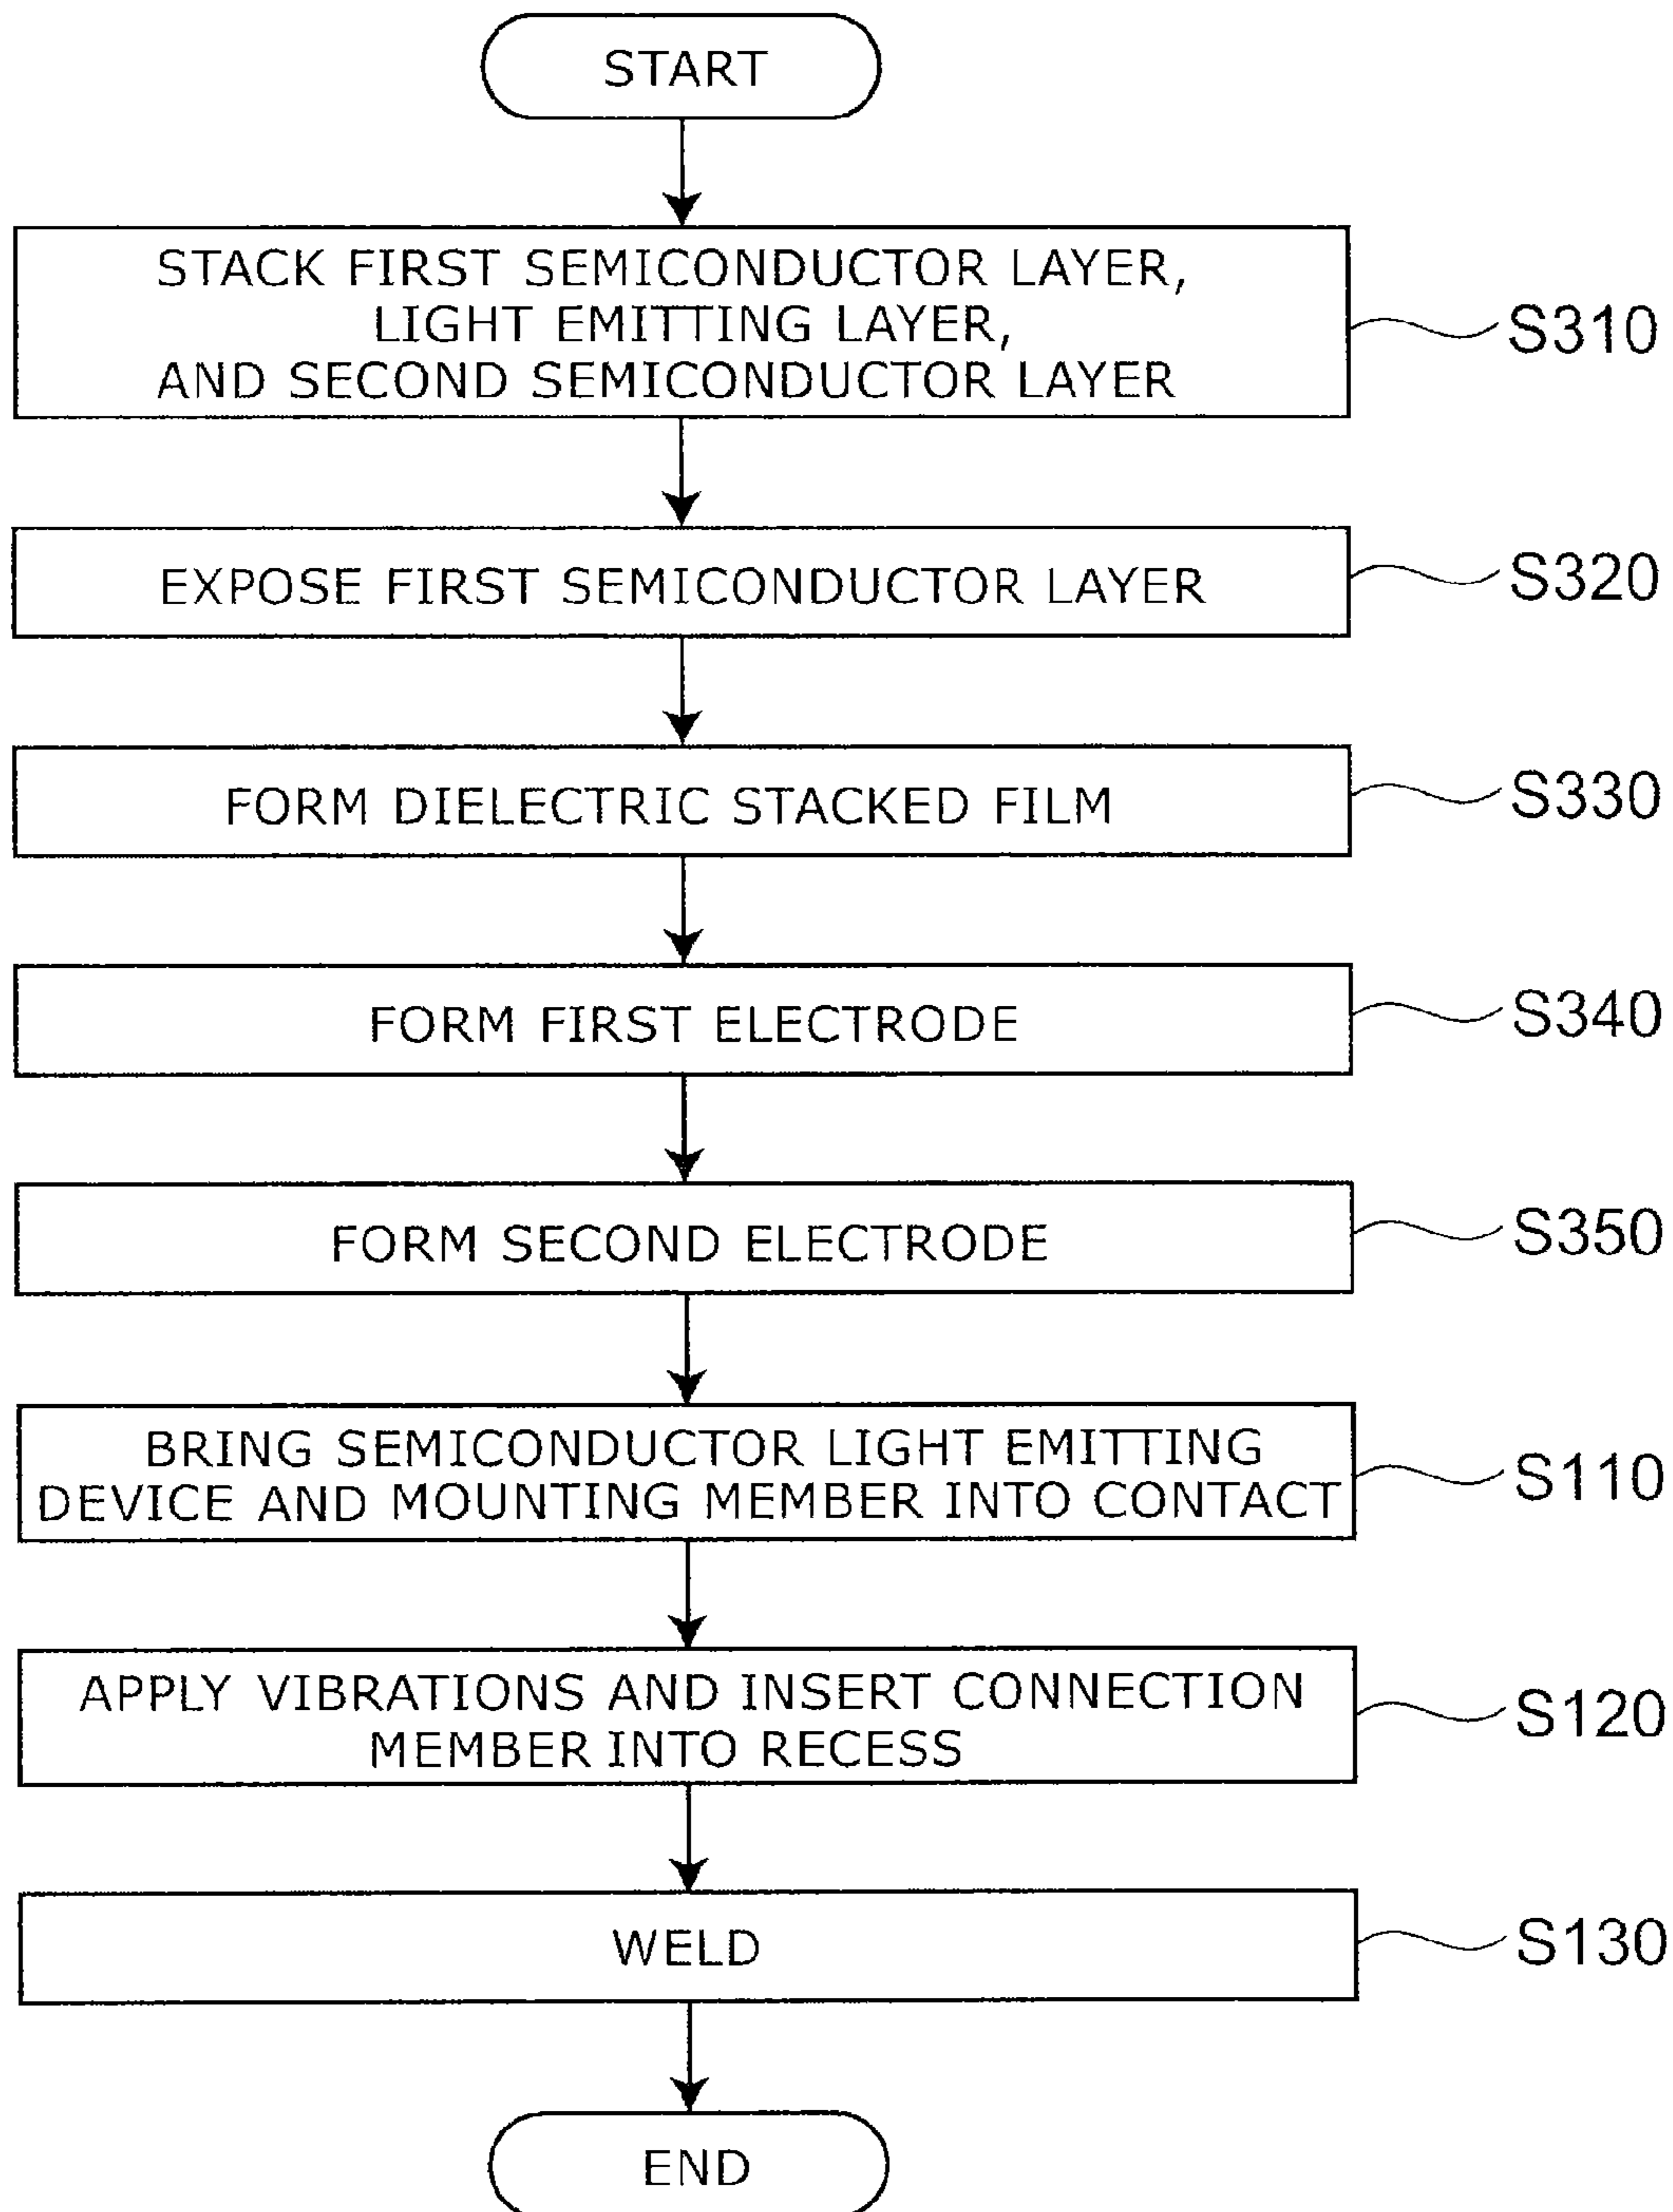 START
STACK FIRST SEMICONDUCTOR LAYER,
LIGHT EMITTING LAYER,
AND SECOND SEMICONDUCTOR LAYER
S310
EXPOSE FIRST SEMICONDUCTOR LAYER
S320
FORM DIELECTRIC STACKED FILM
S330
FORM FIRST ELECTRODE
S340
FORM SECOND ELECTRODE
S350
BRING SEMICONDUCTOR LIGHT EMITTING
DEVICE AND MOUNTING MEMBER INTO CONTACT
S110
APPLY VIBRATIONS AND INSERT CONNECTION
MEMBER INTO RECESS
S120
WELD
S130
END